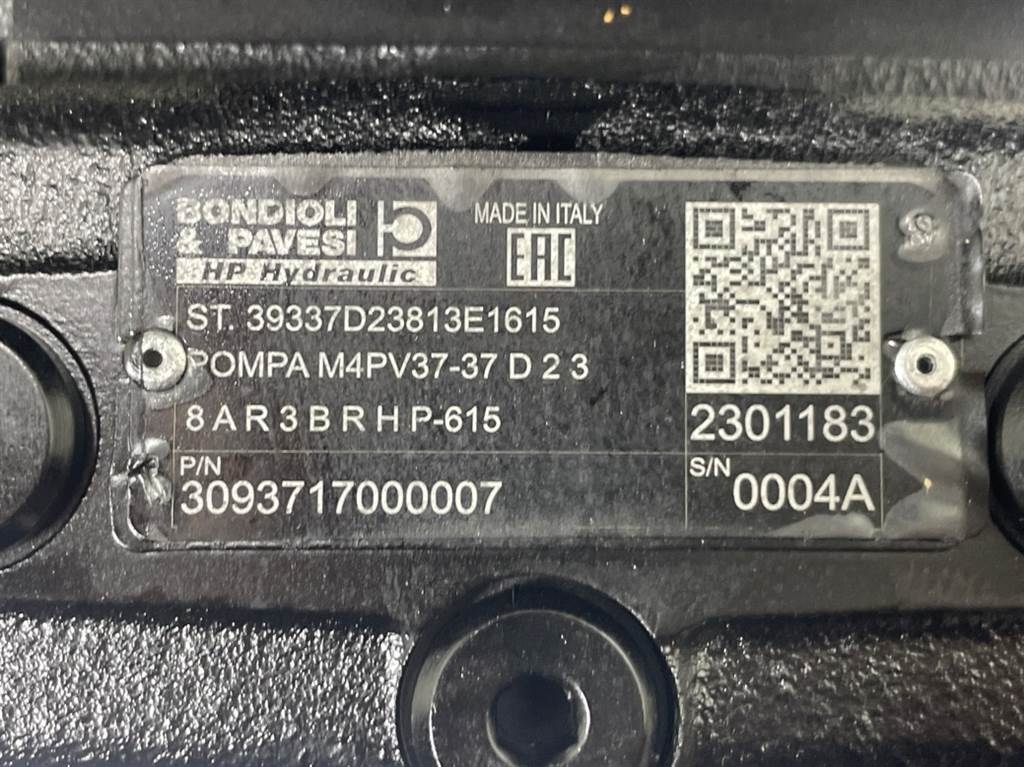 BONDIOLI
& PAVESI
HP Hydraulic
MADE IN ITALY
EAC
ST. 39337D23813E1615
POMPA M4PV37-37 D 2 3
8 A R 3 B R H P-615
2301183
P/N
3093717000007
S/N
0004A